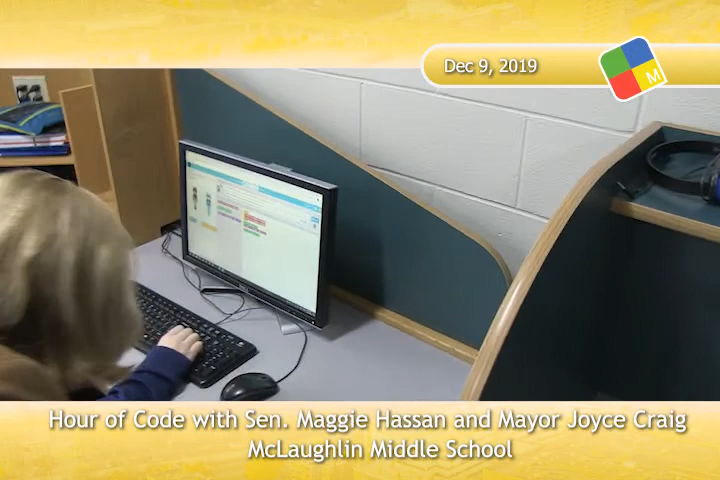 Dec 9, 2019
M
Hour of Code with Sen. Maggie Hassan and Mayor Joyce Craig
McLaughlin Middle School